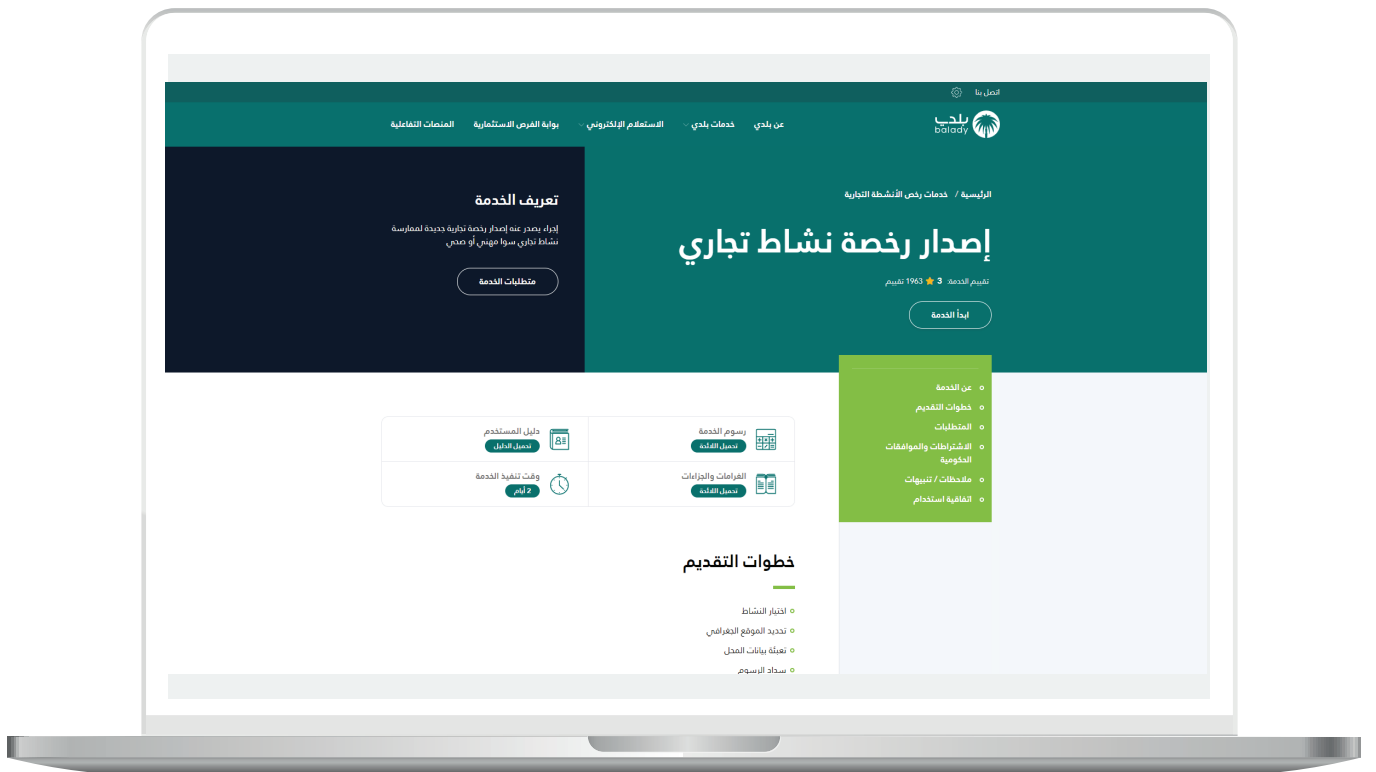 اتصل بنا
بلدي
balady
عن بلدي
خدمات بلدي
الاستعلام الإلكتروني
بوابة الفرص الاستثمارية
المنصات التفاعلية
الرئيسية / خدمات رخص الأنشطة التجارية
إصدار رخصة نشاط تجاري
تقييم الخدمة: 3 1963 تقييم
ابدأ الخدمة
تعريف الخدمة
إجراء يصدر عنه إصدار رخصة تجارية جديدة لممارسة
نشاط تجاري سوا مهني أو صحي
متطلبات الخدمة
عن الخدمة
خطوات التقديم
المتطلبات
الاشتراطات والموافقات
الحكومية
ملاحظات / تنبيهات
اتفاقية استخدام
رسوم الخدمة
تحميل اللائحة
دليل المستخدم
تحميل الدليل
الغرامات والجزاءات
تحميل اللائحة
وقت تنفيذ الخدمة
2 أيام
خطوات التقديم
اختيار النشاط
تحديد الموقع الجغرافي
تعبئة بيانات المحل
سداد الرسوم